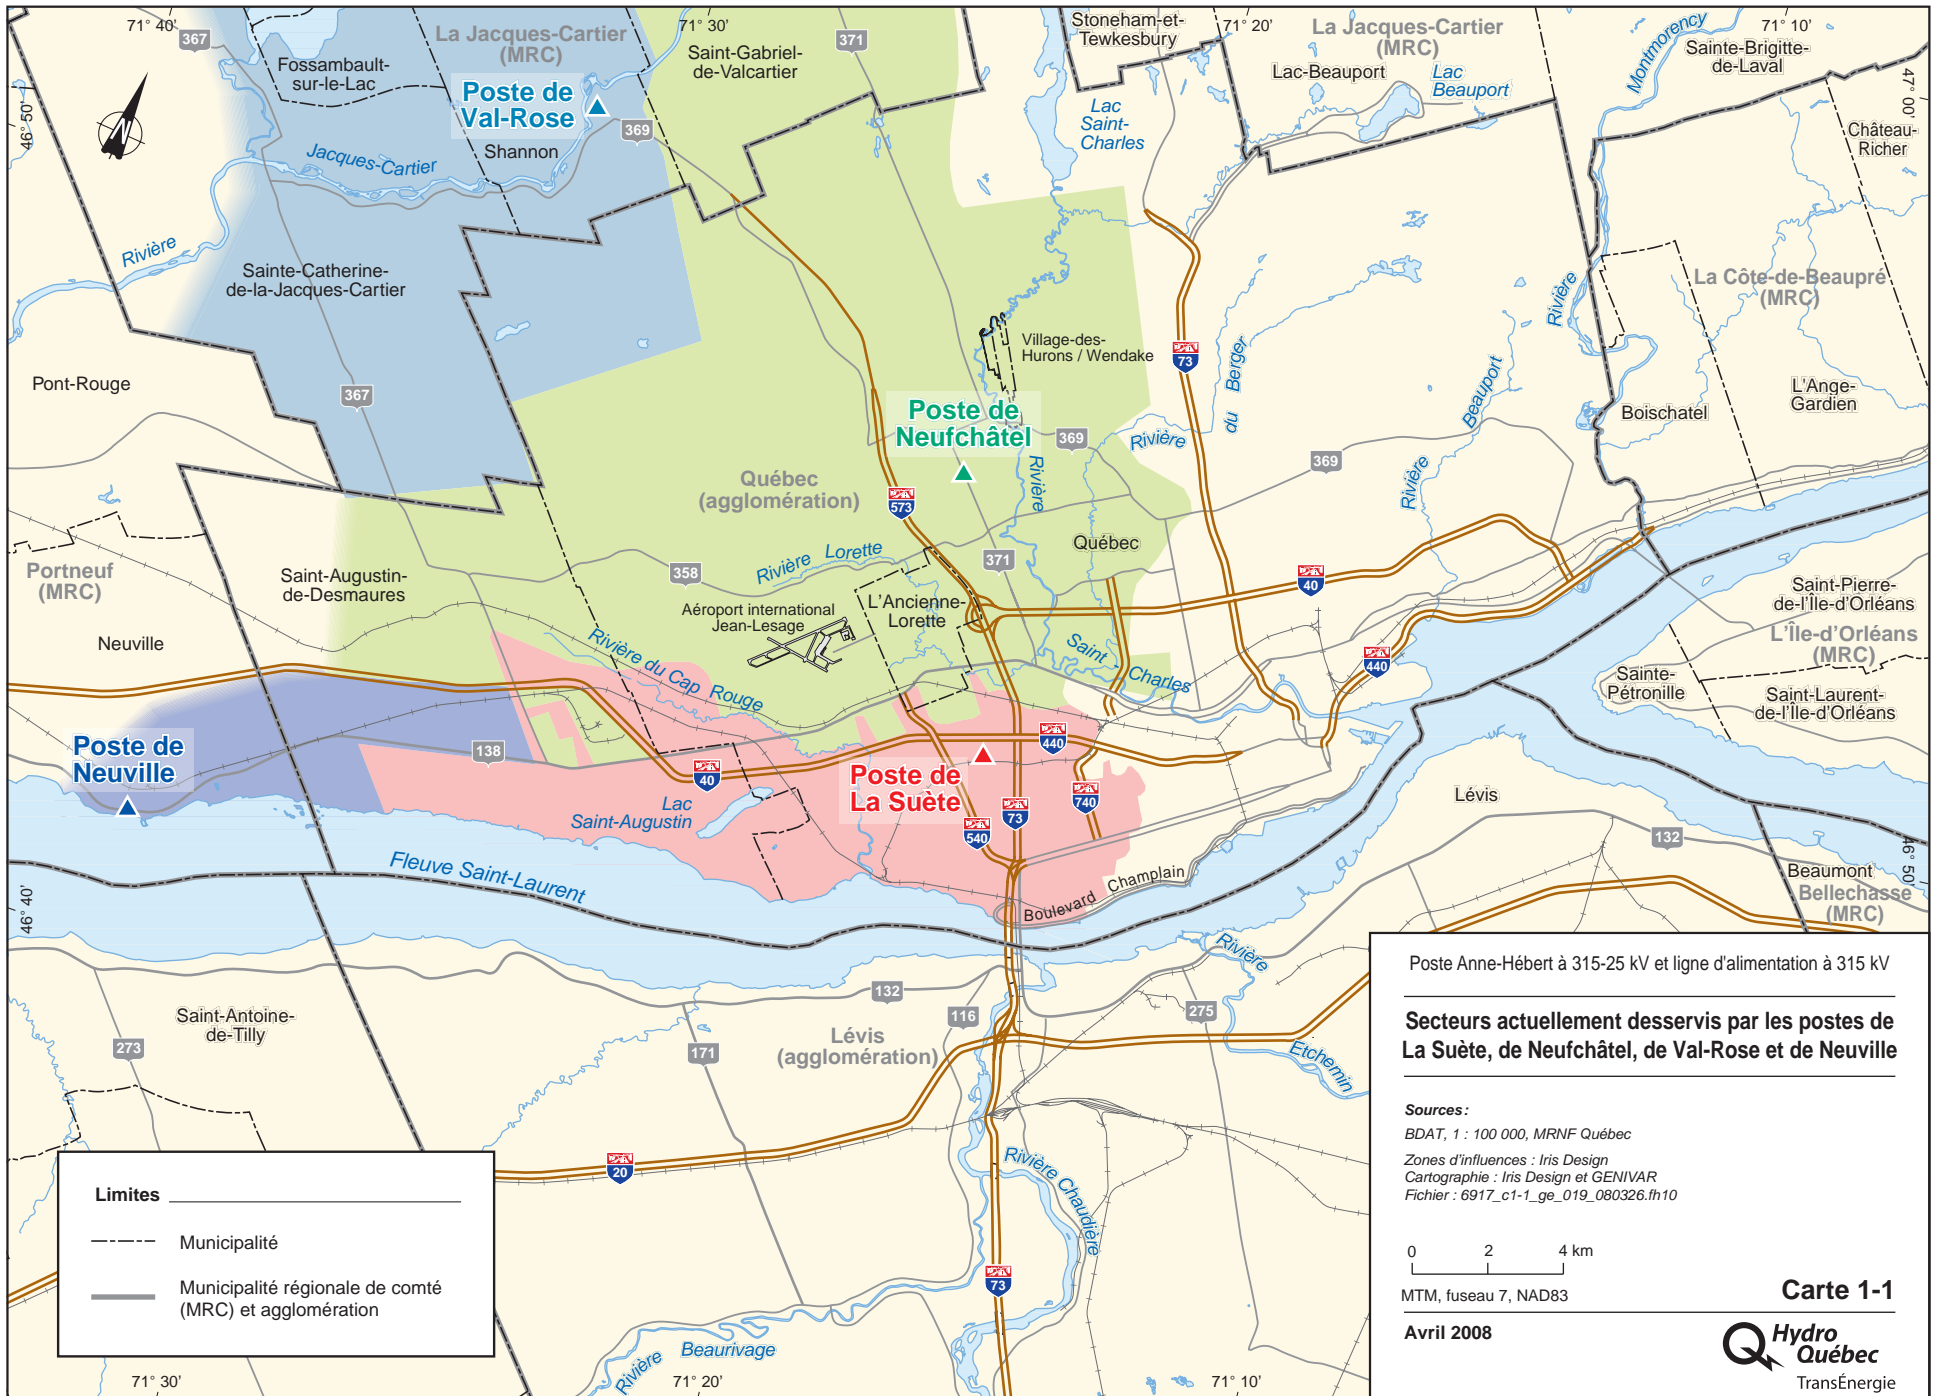 71° 40'
71° 30'
71° 20'
71° 10'
46° 50'
47° 00'
46° 40'
46° 50'
71° 30'
71° 20'
71° 10'
367
La Jacques-Cartier
(MRC)
Fossambault-
sur-le-Lac
Poste de
Val-Rose
369
Shannon
Jacques-Cartier
Rivière
Saint-Gabriel-
de-Valcartier
371
Stoneham-et-
Tewkesbury
Lac
Saint-
Charles
La Jacques-Cartier
(MRC)
Lac-Beauport
Lac
Beauport
Montmorency
Rivière
Sainte-Brigitte-
de-Laval
Château-
Richer
N
Sainte-Catherine-
de-la-Jacques-Cartier
La Côte-de-Beaupré
(MRC)
Pont-Rouge
367
Village-des-
Hurons / Wendake
73
Rivière
du Berger
Rivière
Beauport
L'Ange-
Gardien
Boischatel
Poste de
Neufchâtel
369
369
Rivière
Saint - Charles
Québec
(agglomération)
573
Québec
371
358
Rivière Lorette
40
Portneuf
(MRC)
Saint-Augustin-
de-Desmaures
Aéroport international
Jean-Lesage
L'Ancienne-
Lorette
Neuville
Rivière du Cap Rouge
440
Saint-Pierre-
de-l'Île-d'Orléans
L'Île-d'Orléans
(MRC)
Sainte-
Pétronille
Saint-Laurent-
de-l'Île-d'Orléans
Poste de
Neuville
138
40
440
Poste de
La Suète
740
540
73
Lac
Saint-Augustin
Lévis
132
Fleuve Saint-Laurent
Boulevard Champlain
Beaumont
Bellechasse
(MRC)
Saint-Antoine-
de-Tilly
273
132
116
171
Lévis
(agglomération)
275
Rivière
Etchemin
20
Rivière Chaudière
73
Rivière Beaurivage
Limites
Municipalité
Municipalité régionale de comté
(MRC) et agglomération
Poste Anne-Hébert à 315-25 kV et ligne d'alimentation à 315 kV
Secteurs actuellement desservis par les postes de
La Suète, de Neufchâtel, de Val-Rose et de Neuville
Sources :
BDAT, 1 : 100 000, MRNF Québec
Zones d'influences : Iris Design
Cartographie : Iris Design et GENIVAR
Fichier : 6917_c1-1_ge_019_080326.fh10
0 2 4 km
MTM, fuseau 7, NAD83
Carte 1-1
Avril 2008
Hydro
Québec
TransÉnergie